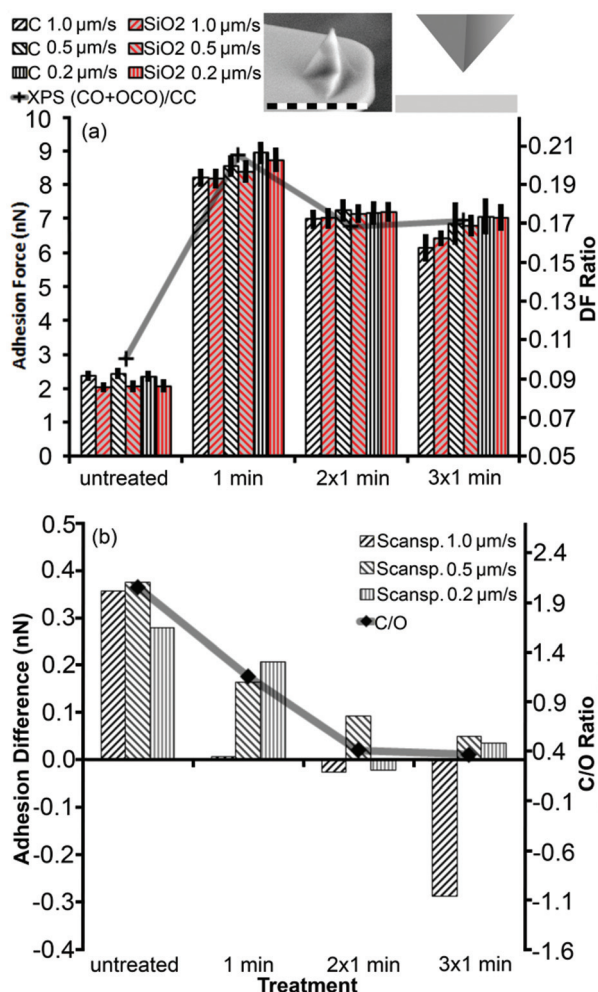 C 1.0 µm/s SiO2 1.0 µm/s
C 0.5 µm/s SiO2 0.5 µm/s
C 0.2 µm/s SiO2 0.2 µm/s
XPS (CO+OCO)/CC
(a)
Adhesion Force (nN)
10
9
8
7
6
5
4
3
2
1
0
0.21
0.19
0.17
0.15
0.13
0.11
0.09
0.07
0.05
DF Ratio
untreated 1 min 2x1 min 3x1 min
(b)
Scansp. 1.0 µm/s
Scansp. 0.5 µm/s
Scansp. 0.2 µm/s
C/O
Adhesion Difference (nN)
0.5
0.4
0.3
0.2
0.1
0.0
-0.1
-0.2
-0.3
-0.4
2.4
1.9
1.4
0.9
0.4
-0.1
-0.6
-1.1
-1.6
C/O Ratio
untreated 1 min 2x1 min 3x1 min
Treatment